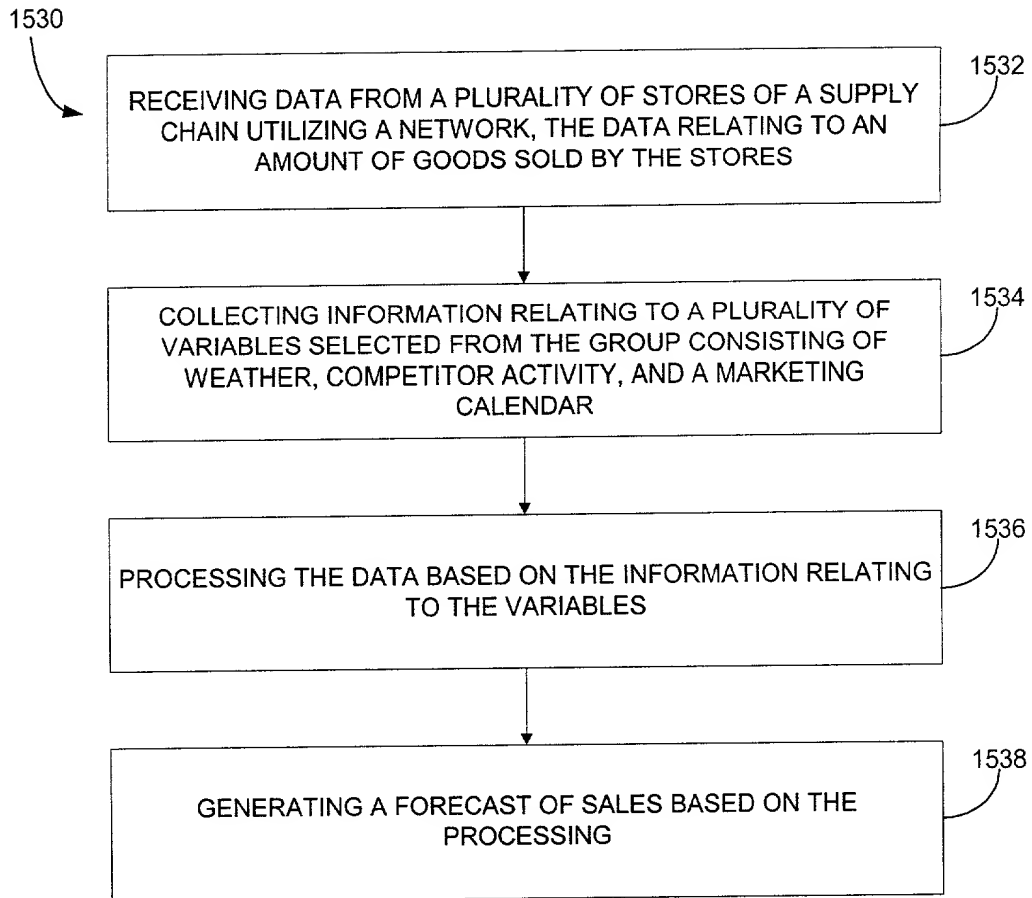 1530
1532
RECEIVING DATA FROM A PLURALITY OF STORES OF A SUPPLY
CHAIN UTILIZING A NETWORK, THE DATA RELATING TO AN
AMOUNT OF GOODS SOLD BY THE STORES
1534
COLLECTING INFORMATION RELATING TO A PLURALITY OF
VARIABLES SELECTED FROM THE GROUP CONSISTING OF
WEATHER, COMPETITOR ACTIVITY, AND A MARKETING
CALENDAR
1536
PROCESSING THE DATA BASED ON THE INFORMATION RELATING
TO THE VARIABLES
1538
GENERATING A FORECAST OF SALES BASED ON THE
PROCESSING